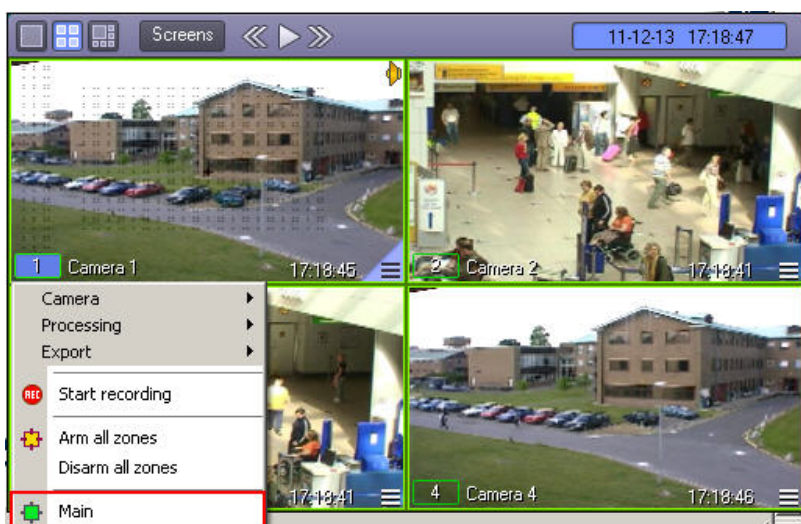 Screens
11-12-13 17:18:47
1 Camera 1 17:18:45
2 Camera 2 17:18:41
Camera
Processing
Export
REC Start recording
Arm all zones
Disarm all zones
Main
17:18:41
4 Camera 4 17:18:46